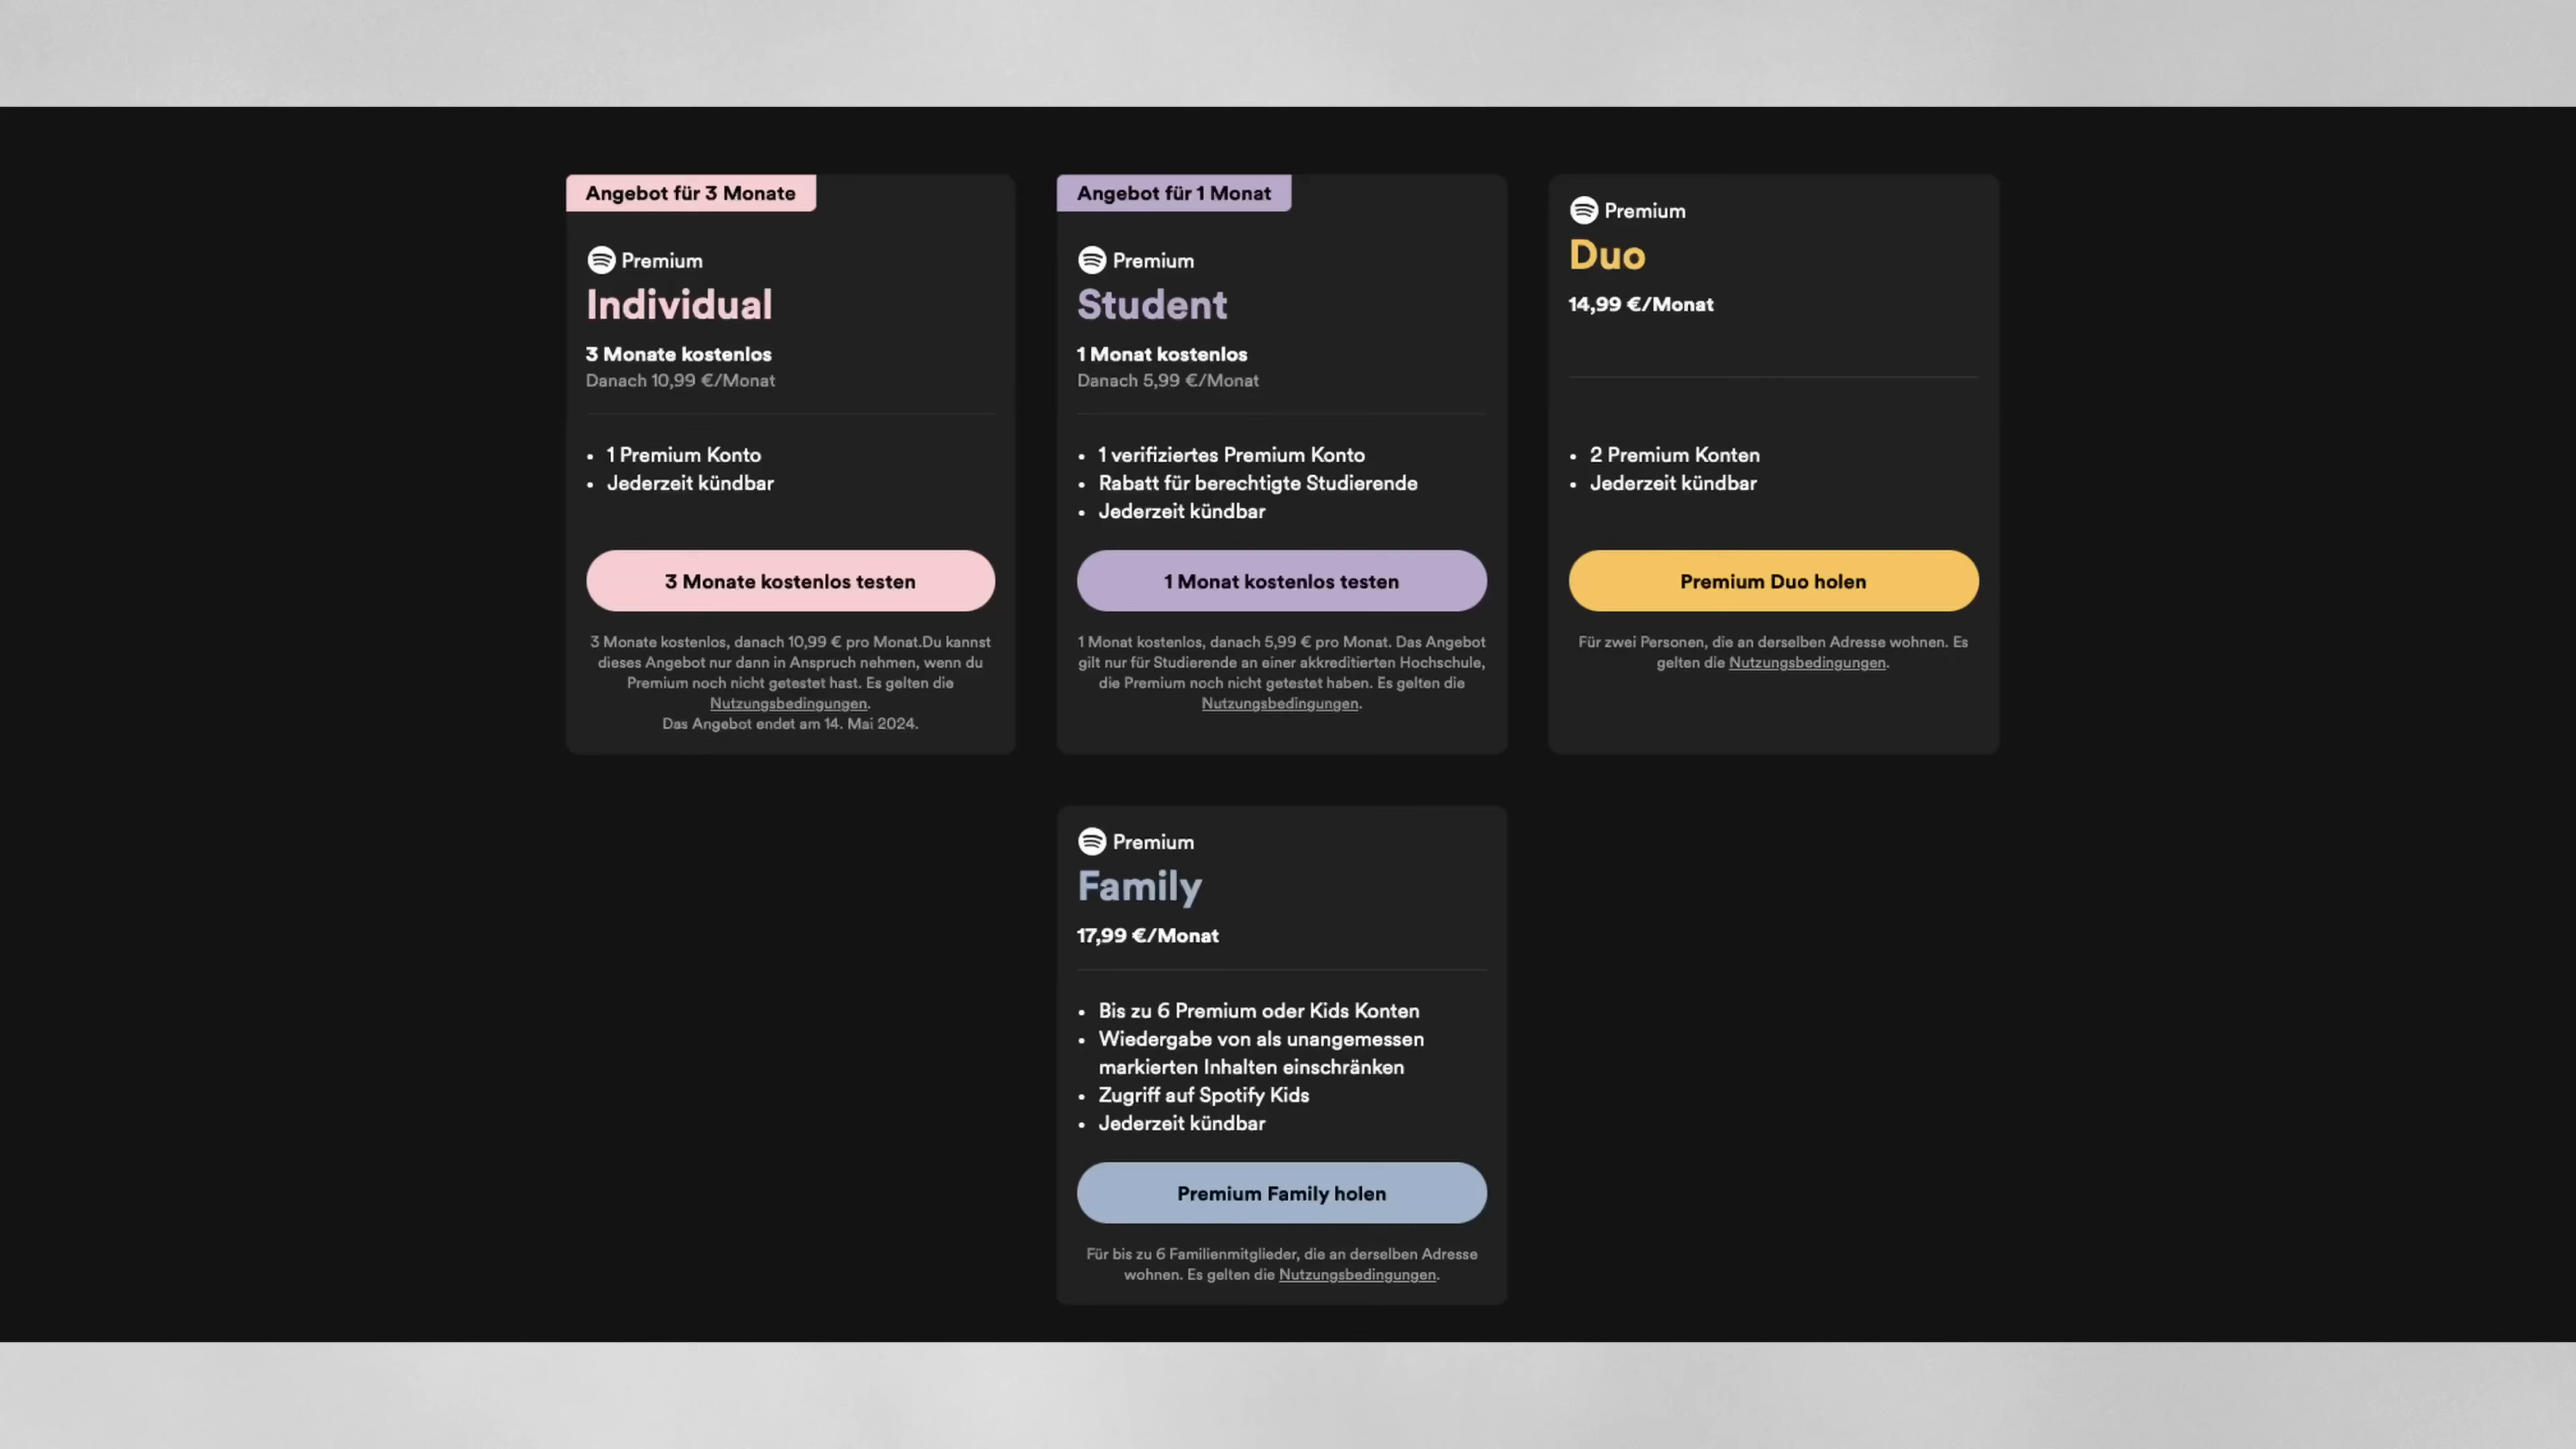 Angebot für 3 Monate
Premium
Individual
3 Monate kostenlos
Danach 10,99 €/Monat
• 1 Premium Konto
• Jederzeit kündbar
3 Monate kostenlos testen
3 Monate kostenlos, danach 10,99 € pro Monat.Du kannst
dieses Angebot nur dann in Anspruch nehmen, wenn du
Premium noch nicht getestet hast. Es gelten die
Nutzungsbedingungen.
Das Angebot endet am 14. Mai 2024.
Angebot für 1 Monat
Premium
Student
1 Monat kostenlos
Danach 5,99 €/Monat
• 1 verifiziertes Premium Konto
• Rabatt für berechtigte Studierende
• Jederzeit kündbar
1 Monat kostenlos testen
1 Monat kostenlos, danach 5,99 € pro Monat. Das Angebot
gilt nur für Studierende an einer akkreditierten Hochschule,
die Premium noch nicht getestet haben. Es gelten die
Nutzungsbedingungen.
Premium
Duo
14,99 €/Monat
• 2 Premium Konten
• Jederzeit kündbar
Premium Duo holen
Für zwei Personen, die an derselben Adresse wohnen. Es
gelten die Nutzungsbedingungen.
Premium
Family
17,99 €/Monat
• Bis zu 6 Premium oder Kids Konten
• Wiedergabe von als unangemessen
markierten Inhalten einschränken
• Zugriff auf Spotify Kids
• Jederzeit kündbar
Premium Family holen
Für bis zu 6 Familienmitglieder, die an derselben Adresse
wohnen. Es gelten die Nutzungsbedingungen.